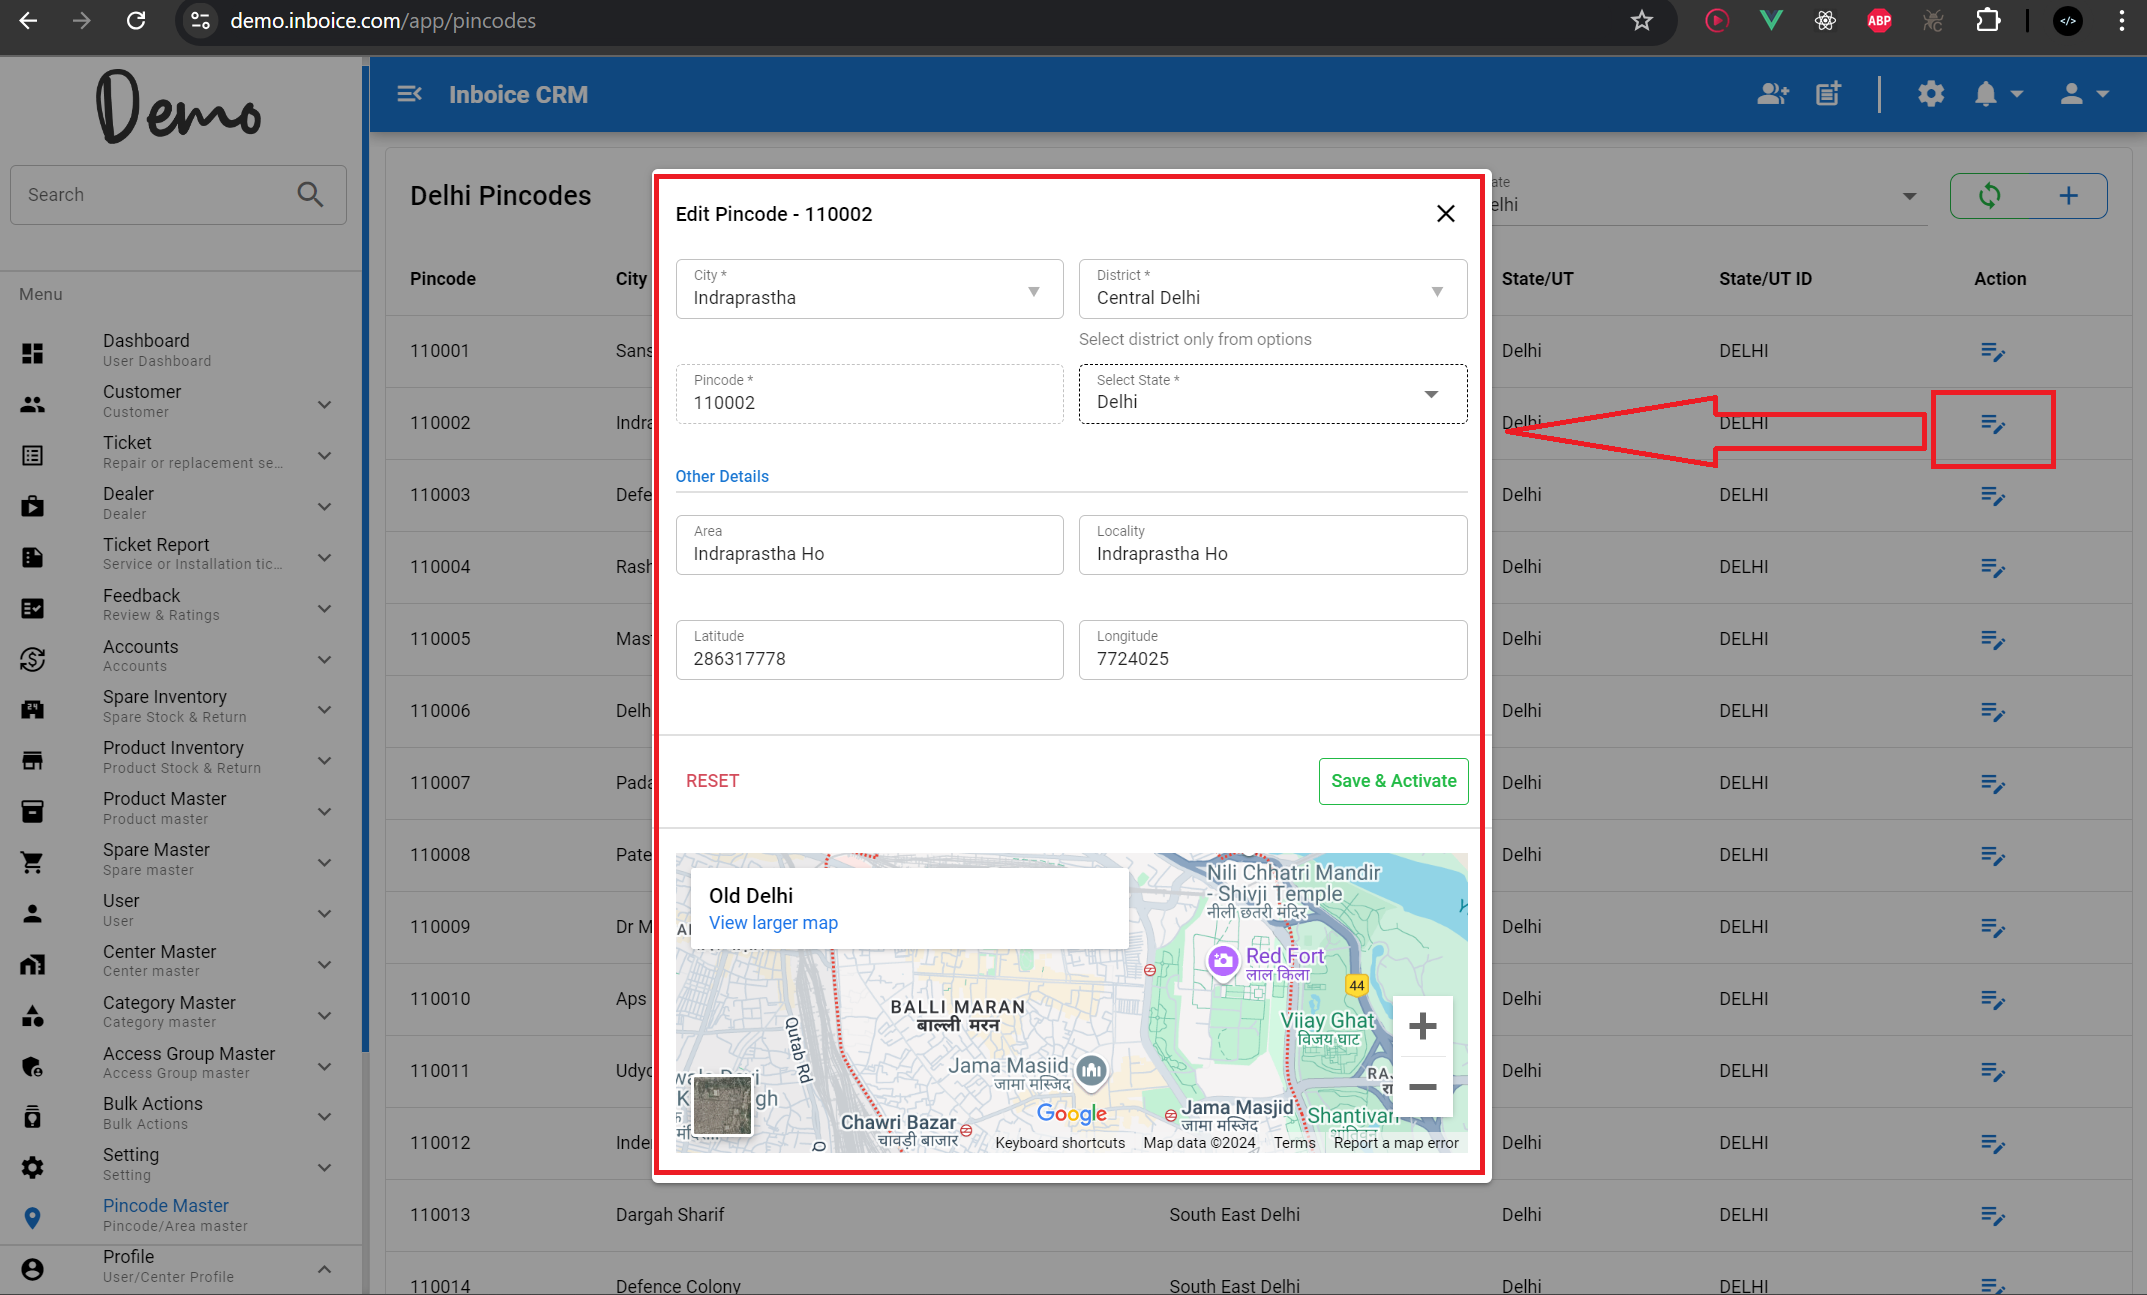 demo.inboice.com/app/pincodes
ABP
Demo
Inboice CRM
Search
Menu
Dashboard
User Dashboard
Customer
Customer
Ticket
Repair or replacement se...
Dealer
Dealer
Ticket Report
Service or Installation tic...
Feedback
Review & Ratings
Accounts
Accounts
Spare Inventory
Spare Stock & Return
Product Inventory
Product Stock & Return
Product Master
Product master
Spare Master
Spare master
User
User
Center Master
Center master
Category Master
Category master
Access Group Master
Access Group master
Bulk Actions
Bulk Actions
Setting
Setting
Pincode Master
Pincode/Area master
Profile
User/Center Profile
Delhi Pincodes
ate
elhi
Pincode City State/UT State/UT ID Action
110001 Sans Delhi DELHI
110002 Indra Delhi DELHI
110003 Defe Delhi DELHI
110004 Rash Delhi DELHI
110005 Mas Delhi DELHI
110006 Delh Delhi DELHI
110007 Pada Delhi DELHI
110008 Pate Delhi DELHI
110009 Dr M Delhi DELHI
110010 Aps Delhi DELHI
110011 Udyo Delhi DELHI
110012 Inde Delhi DELHI
110013 Dargah Sharif South East Delhi Delhi DELHI
110014 Defence Colony South East Delhi Delhi DELHI
Edit Pincode - 110002
City *
Indraprastha
District *
Central Delhi
Select district only from options
Pincode *
110002
Select State *
Delhi
Other Details
Area
Indraprastha Ho
Locality
Indraprastha Ho
Latitude
286317778
Longitude
7724025
RESET
Save & Activate
Old Delhi
View larger map
Nili Chhatri Mandir
- Shivji Temple
नीली छतरी मंदिर
Red Fort
लाल किला
44
BALLI MARAN
बाल्ली मरन
Vijay Ghat
विजय घाट
Qutab Rd
Jama Masjid
जामा मस्जिद
Google
Jama Masjid
जामा मस्जिद
Shantivan
Chawri Bazar
चावड़ी बाजार
Keyboard shortcuts Map data ©2024 Terms Report a map error